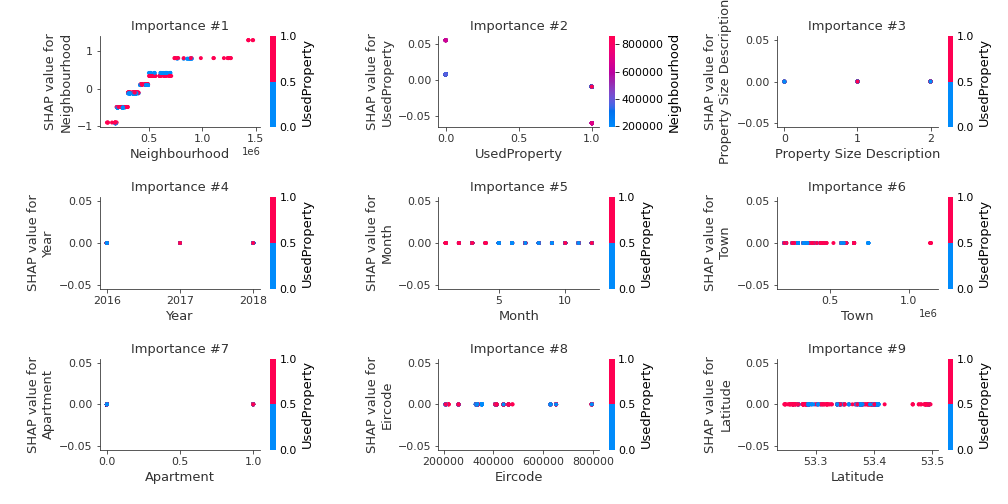 Importance #1
SHAP value for
Neighbourhood
1
0
−1
0.5
1.0
1.5
1e6
Neighbourhood
1.0
0.5
0.0
UsedProperty
Importance #2
SHAP value for
UsedProperty
0.05
0.00
−0.05
0.0
0.5
1.0
UsedProperty
800000
600000
400000
200000
Neighbourhood
Importance #3
SHAP value for
Property Size Description
0.05
0.00
−0.05
0
1
2
Property Size Description
1.0
0.5
0.0
UsedProperty
Importance #4
SHAP value for
Year
0.05
0.00
−0.05
2016
2017
2018
Year
1.0
0.5
0.0
UsedProperty
Importance #5
SHAP value for
Month
0.05
0.00
−0.05
5
10
Month
1.0
0.5
0.0
UsedProperty
Importance #6
SHAP value for
Town
0.05
0.00
−0.05
0.5
1.0
1e6
Town
1.0
0.5
0.0
UsedProperty
Importance #7
SHAP value for
Apartment
0.05
0.00
−0.05
0.0
0.5
1.0
Apartment
1.0
0.5
0.0
UsedProperty
Importance #8
SHAP value for
Eircode
0.05
0.00
−0.05
200000
400000
600000
800000
Eircode
1.0
0.5
0.0
UsedProperty
Importance #9
SHAP value for
Latitude
0.05
0.00
−0.05
53.3
53.4
53.5
Latitude
1.0
0.5
0.0
UsedProperty